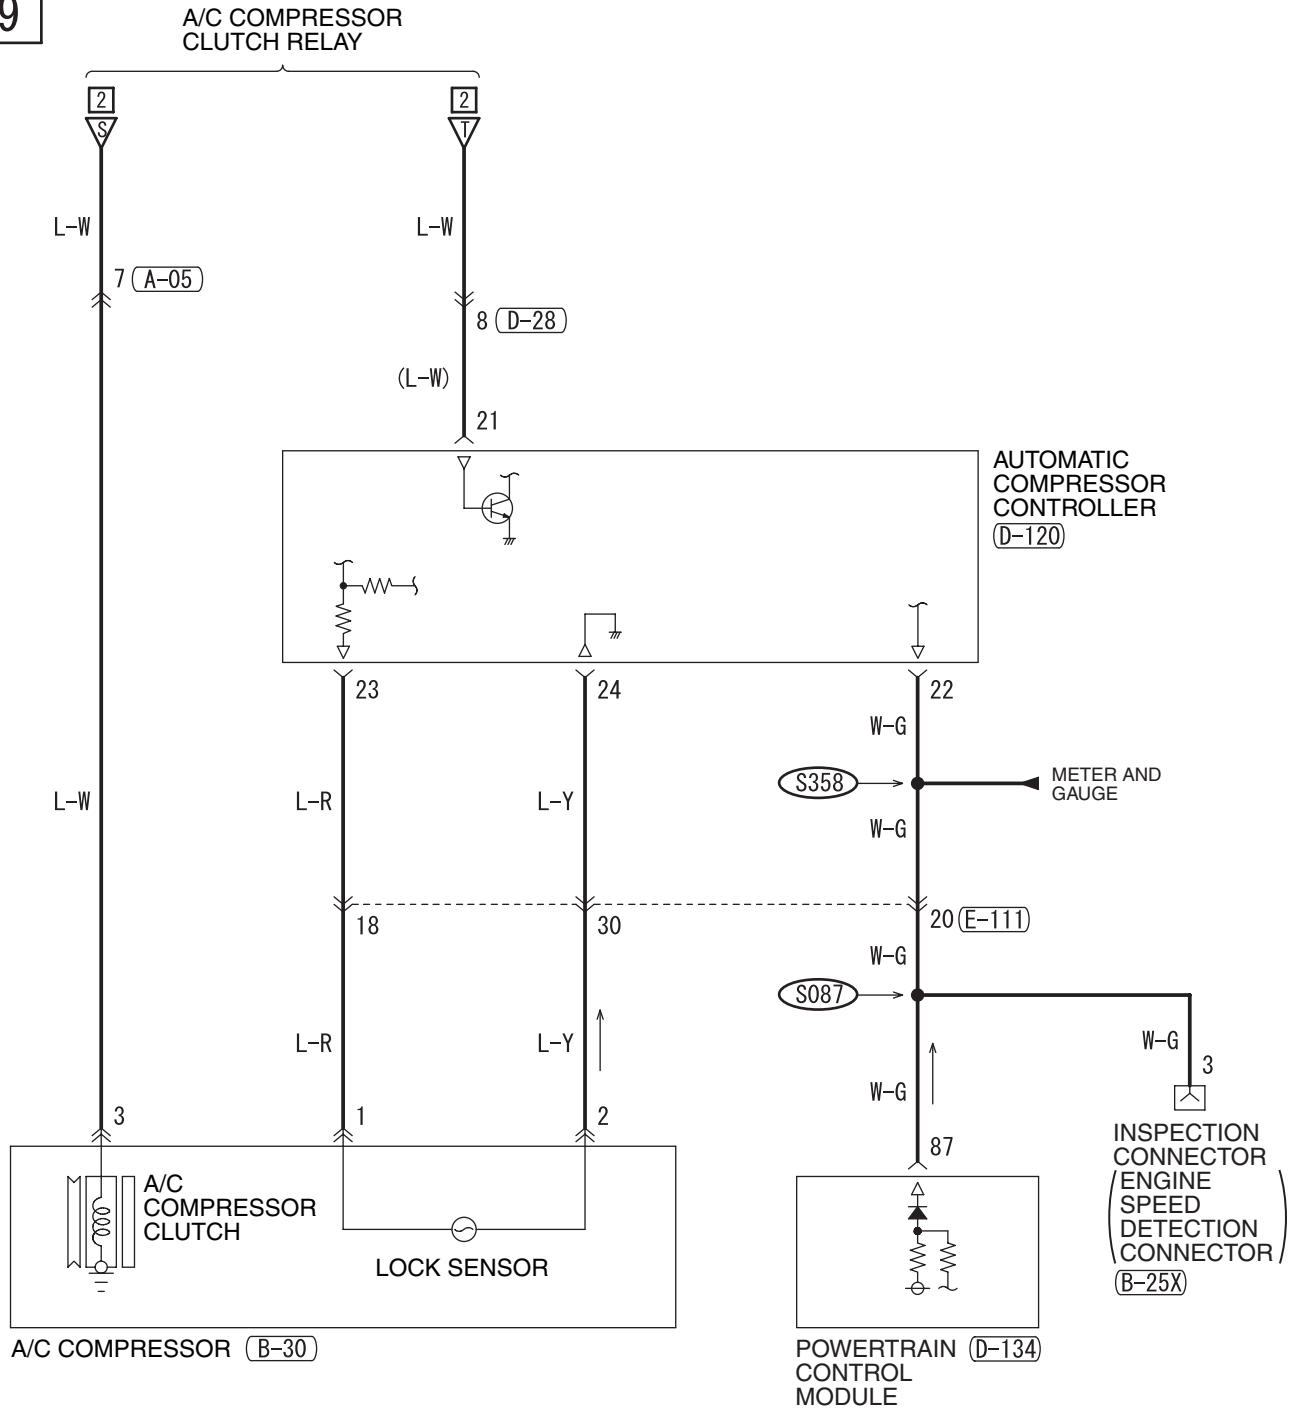 9
A/C COMPRESSOR
CLUTCH RELAY
2
2
S
T
L-W
L-W
7 A-05
8 D-28
(L-W)
21
AUTOMATIC
COMPRESSOR
CONTROLLER
D-120
23
24
22
W-G
S358
METER AND
GAUGE
L-W
L-R
L-Y
W-G
18
30
20 E-111
W-G
S087
L-R
L-Y
W-G
3
W-G
3
1
2
87
INSPECTION
CONNECTOR
(ENGINE
SPEED
DETECTION
CONNECTOR)
B-25X
A/C
COMPRESSOR
CLUTCH
LOCK SENSOR
A/C COMPRESSOR B-30
POWERTRAIN D-134
CONTROL
MODULE